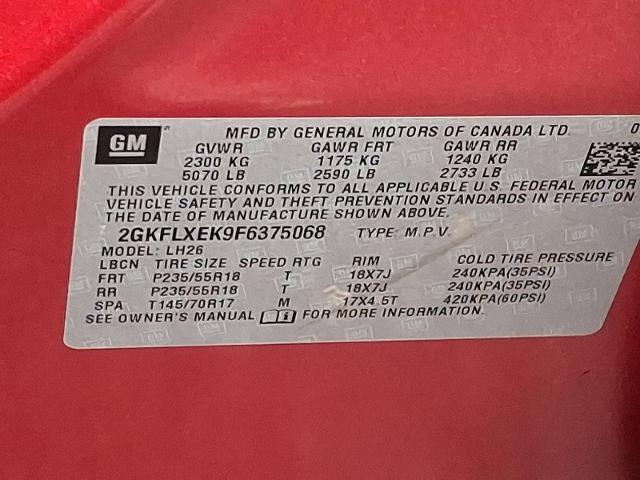 GM MFD BY GENERAL MOTORS OF CANADA LTD 0
GVWR GAWR FRT GAWR RR
2300 KG 1175 KG 1240 KG
5070 LB 2590 LB 2733 LB
THIS VEHICLE CONFORMS TO ALL APPLICABLE U.S. FEDERAL MOTOR
VEHICLE SAFETY AND THEFT PREVENTION STANDARDS IN EFFECT ON
THE DATE OF MANUFACTURE SHOWN ABOVE.
2GKFLXEK9F6375068 TYPE: M.P.V.
MODEL: LH26
LBCN TIRE SIZE SPEED RTG RIM COLD TIRE PRESSURE
FRT P235/55R18 T 18X7J 240KPA(35PSI)
RR P235/55R18 T 18X7J 240KPA(35PSI)
SPA T145/70R17 M 17X4.5T 420KPA(60PSI)
SEE OWNER'S MANUAL FOR MORE INFORMATION.